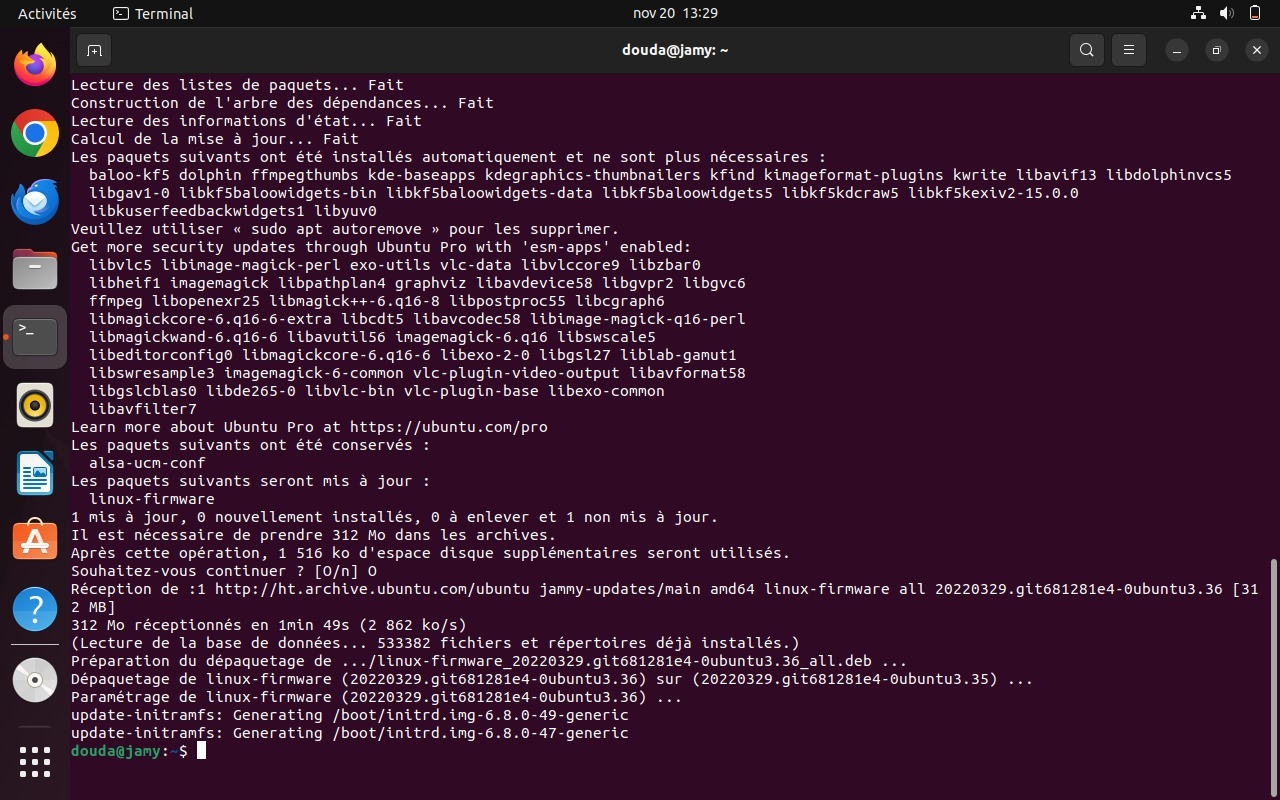 Activités
Terminal
nov 20 13:29
douda@jamy: ~
Lecture des listes de paquets... Fait
Construction de l'arbre des dépendances... Fait
Lecture des informations d'état... Fait
Calcul de la mise à jour... Fait
Les paquets suivants ont été installés automatiquement et ne sont plus nécessaires :
  baloo-kf5 dolphin ffmpegthumbs kde-baseapps kdegraphics-thumbnailers kfind kimageformat-plugins kwrite libavif13 libdolphinvcs5
  libgav1-0 libkf5baloowidgets-bin libkf5baloowidgets-data libkf5baloowidgets5 libkf5kdcraw5 libkf5kexiv2-15.0.0
  libkuserfeedbackwidgets1 libyuv0
Veuillez utiliser « sudo apt autoremove » pour les supprimer.
Get more security updates through Ubuntu Pro with 'esm-apps' enabled:
  libvlc5 libimage-magick-perl exo-utils vlc-data libvlccore9 libzbar0
  libheif1 imagemagick libpathplan4 graphviz libavdevice58 libgvpr2 libgvc6
  ffmpeg libopenexr25 libmagick++-6.q16-8 libpostproc55 libcgraph6
  libmagickcore-6.q16-6-extra libcdt5 libavcodec58 libimage-magick-q16-perl
  libmagickwand-6.q16-6 libavutil56 imagemagick-6.q16 libswscale5
  libeditorconfig0 libmagickcore-6.q16-6 libexo-2-0 libgsl27 liblab-gamut1
  libswresample3 imagemagick-6-common vlc-plugin-video-output libavformat58
  libgslcblas0 libde265-0 libvlc-bin vlc-plugin-base libexo-common
  libavfilter7
Learn more about Ubuntu Pro at https://ubuntu.com/pro
Les paquets suivants ont été conservés :
  alsa-ucm-conf
Les paquets suivants seront mis à jour :
  linux-firmware
1 mis à jour, 0 nouvellement installés, 0 à enlever et 1 non mis à jour.
Il est nécessaire de prendre 312 Mo dans les archives.
Après cette opération, 1 516 ko d'espace disque supplémentaires seront utilisés.
Souhaitez-vous continuer ? [O/n] O
Réception de :1 http://ht.archive.ubuntu.com/ubuntu jammy-updates/main amd64 linux-firmware all 20220329.git681281e4-0ubuntu3.36 [31
2 MB]
312 Mo réceptionnés en 1min 49s (2 862 ko/s)
(Lecture de la base de données... 533382 fichiers et répertoires déjà installés.)
Préparation du dépaquetage de .../linux-firmware_20220329.git681281e4-0ubuntu3.36_all.deb ...
Dépaquetage de linux-firmware (20220329.git681281e4-0ubuntu3.36) sur (20220329.git681281e4-0ubuntu3.35) ...
Paramétrage de linux-firmware (20220329.git681281e4-0ubuntu3.36) ...
update-initramfs: Generating /boot/initrd.img-6.8.0-49-generic
update-initramfs: Generating /boot/initrd.img-6.8.0-47-generic
douda@jamy:~$